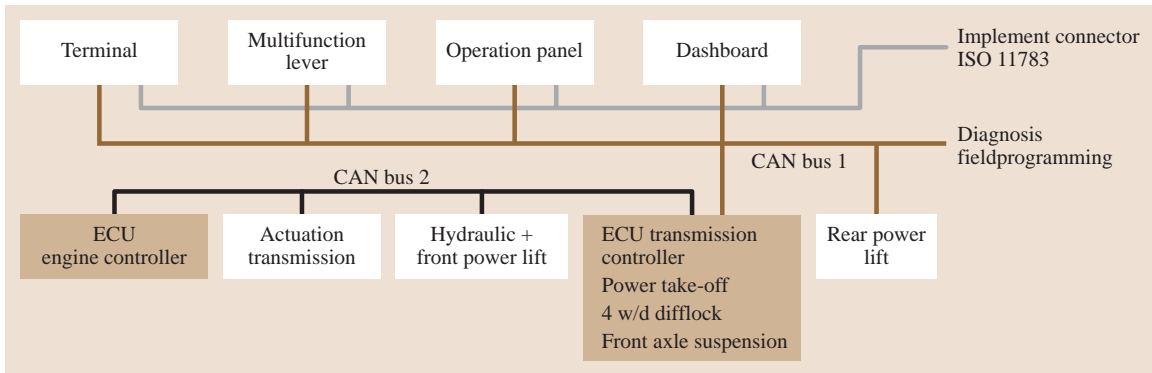 Terminal
Multifunction
lever
Operation panel
Dashboard
Implement connector
ISO 11783
Diagnosis
fieldprogramming
CAN bus 1
CAN bus 2
ECU
engine controller
Actuation
transmission
Hydraulic +
front power lift
ECU transmission
controller
Power take-off
4 w/d difflock
Front axle suspension
Rear power
lift